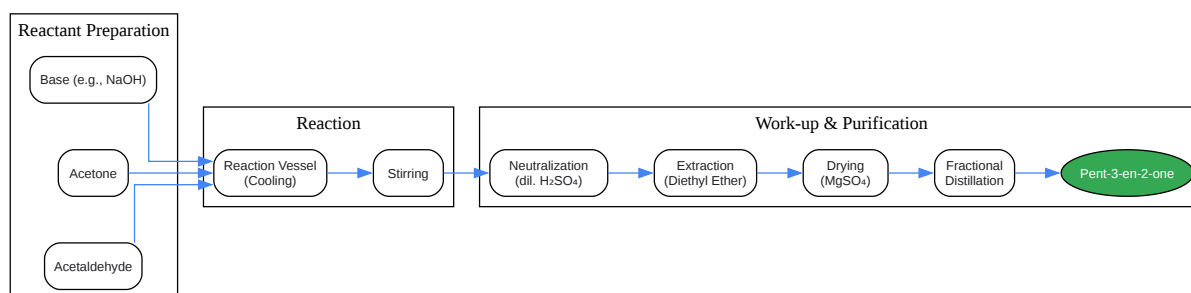 Reactant Preparation
Base (e.g., NaOH)
Acetone
Acetaldehyde
Reaction
Reaction Vessel
(Cooling)
Stirring
Work-up & Purification
Neutralization
(dil. H₂SO₄)
Extraction
(Diethyl Ether)
Drying
(MgSO₄)
Fractional
Distillation
Pent-3-en-2-one